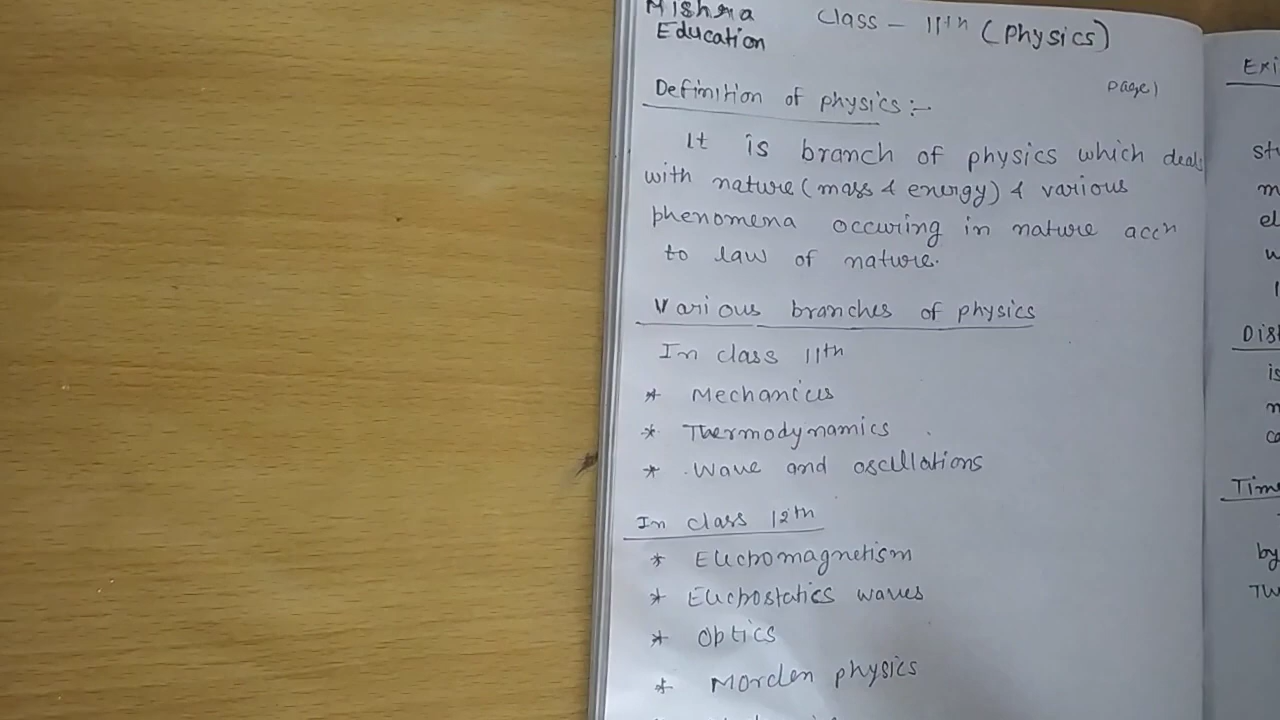 Mishra Class - 11th (Physics)
Education
page 1
Definition of physics :-
It is branch of physics which deals
with nature (mass & energy) & various
phenomena occuring in nature accn
to law of nature.
Various branches of physics
In class 11th
* Mechanics
* Thermodynamics
* Wave and oscillations
In class 12th
* Electromagnetism
* Electrostatics waves
* Optics
* Morden physics
Time
by